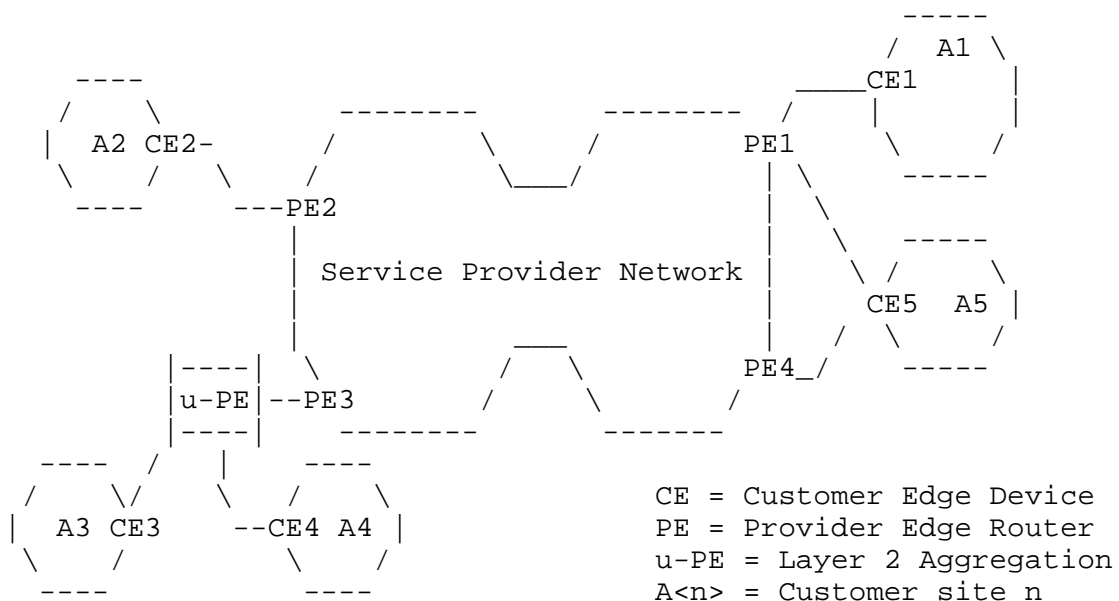 A1
CE1
A2 CE2
PE1
PE2
Service Provider Network
CE5 A5
PE4
u-PE PE3
CE = Customer Edge Device
A3 CE3 CE4 A4 PE = Provider Edge Router
u-PE = Layer 2 Aggregation
A<n> = Customer site n